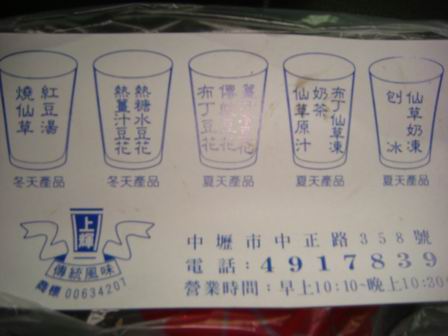 紅豆湯
燒仙草
熱糖水豆花
熱薑汁豆花
布丁豆花
布丁仙草凍
奶茶
仙草原汁
仙草奶凍
刨冰
冬天產品
冬天產品
夏天產品
夏天產品
夏天產品
上輝
傳統風味
商標 00634201
中壢市中正路358號
電話：4917839
營業時間：早上10:10~晚上10:30